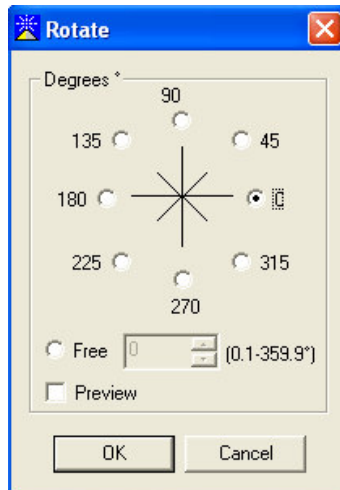 Rotate
Degrees °
90
135
45
180
0
225
315
270
Free 0 (0.1-359.9°)
Preview
OK
Cancel